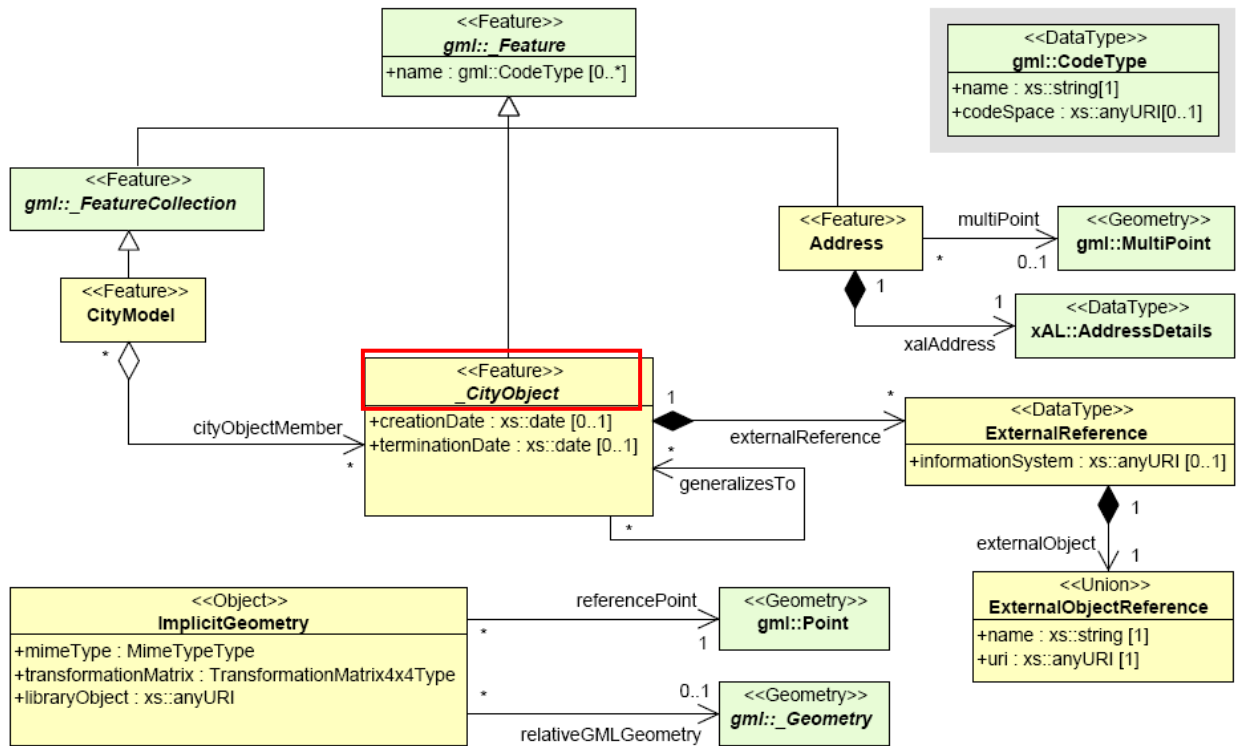 <<Feature>>
gml::_Feature
+name : gml::CodeType [0..*]
<<DataType>>
gml::CodeType
+name : xs::string[1]
+codeSpace : xs::anyURI[0..1]
<<Feature>>
gml::_FeatureCollection
<<Feature>>
Address
multiPoint
*
0..1
<<Geometry>>
gml::MultiPoint
<<Feature>>
CityModel
1
1
xalAddress
<<DataType>>
xAL::AddressDetails
*
cityObjectMember
*
<<Feature>>
_CityObject
+creationDate : xs::date [0..1]
+terminationDate : xs::date [0..1]
1
*
externalReference
*
generalizesTo
*
<<DataType>>
ExternalReference
+informationSystem : xs::anyURI [0..1]
1
externalObject
1
<<Union>>
ExternalObjectReference
+name : xs::string [1]
+uri : xs::anyURI [1]
<<Object>>
ImplicitGeometry
+mimeType : MimeTypeType
+transformationMatrix : TransformationMatrix4x4Type
+libraryObject : xs::anyURI
referencePoint
*
1
<<Geometry>>
gml::Point
*
0..1
relativeGMLGeometry
<<Geometry>>
gml::_Geometry